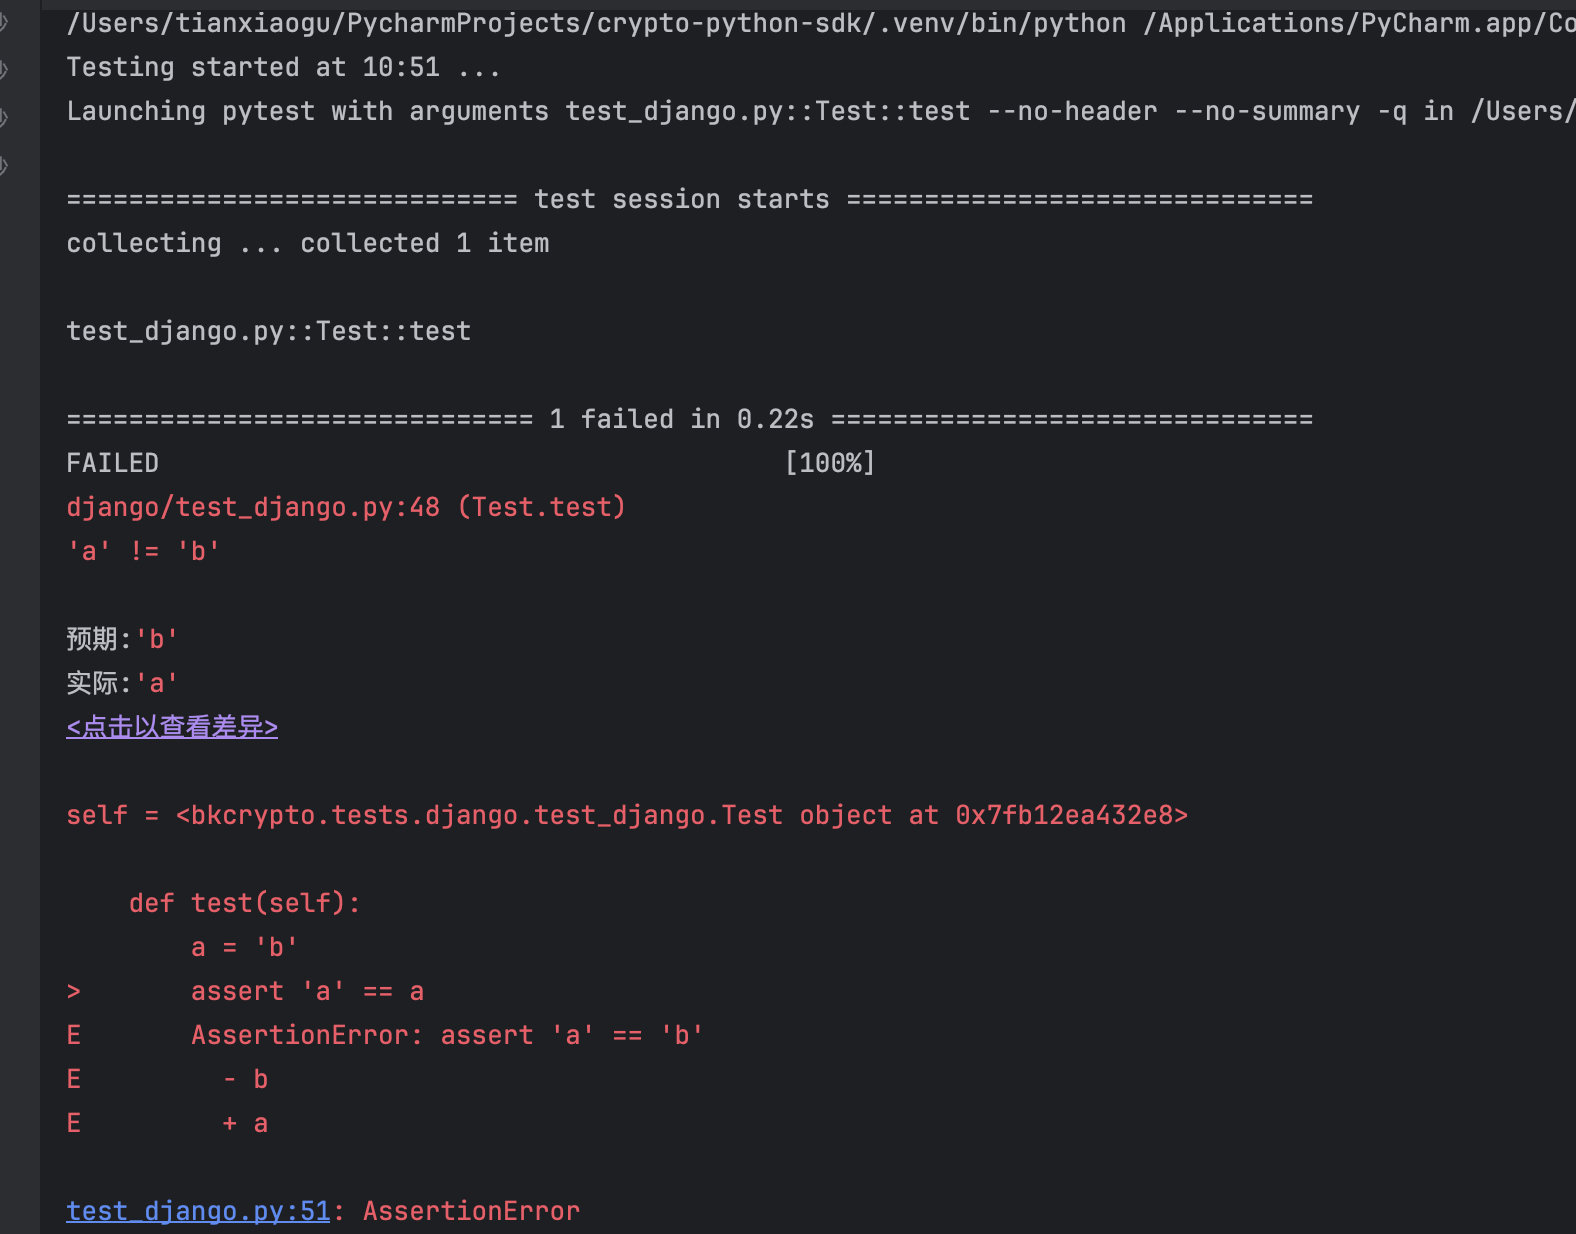 /Users/tianxiaogu/PycharmProjects/crypto-python-sdk/.venv/bin/python /Applications/PyCharm.app/Co
Testing started at 10:51 ...
Launching pytest with arguments test_django.py::Test::test --no-header --no-summary -q in /Users/
============================= test session starts ==============================
collecting ... collected 1 item
test_django.py::Test::test
============================== 1 failed in 0.22s ===============================
FAILED [100%]
django/test_django.py:48 (Test.test)
'a' != 'b'
预期:'b'
实际:'a'
<点击以查看差异>
self = <bkcrypto.tests.django.test_django.Test object at 0x7fb12ea432e8>
def test(self):
a = 'b'
> assert 'a' == a
E AssertionError: assert 'a' == 'b'
E - b
E + a
test_django.py:51: AssertionError